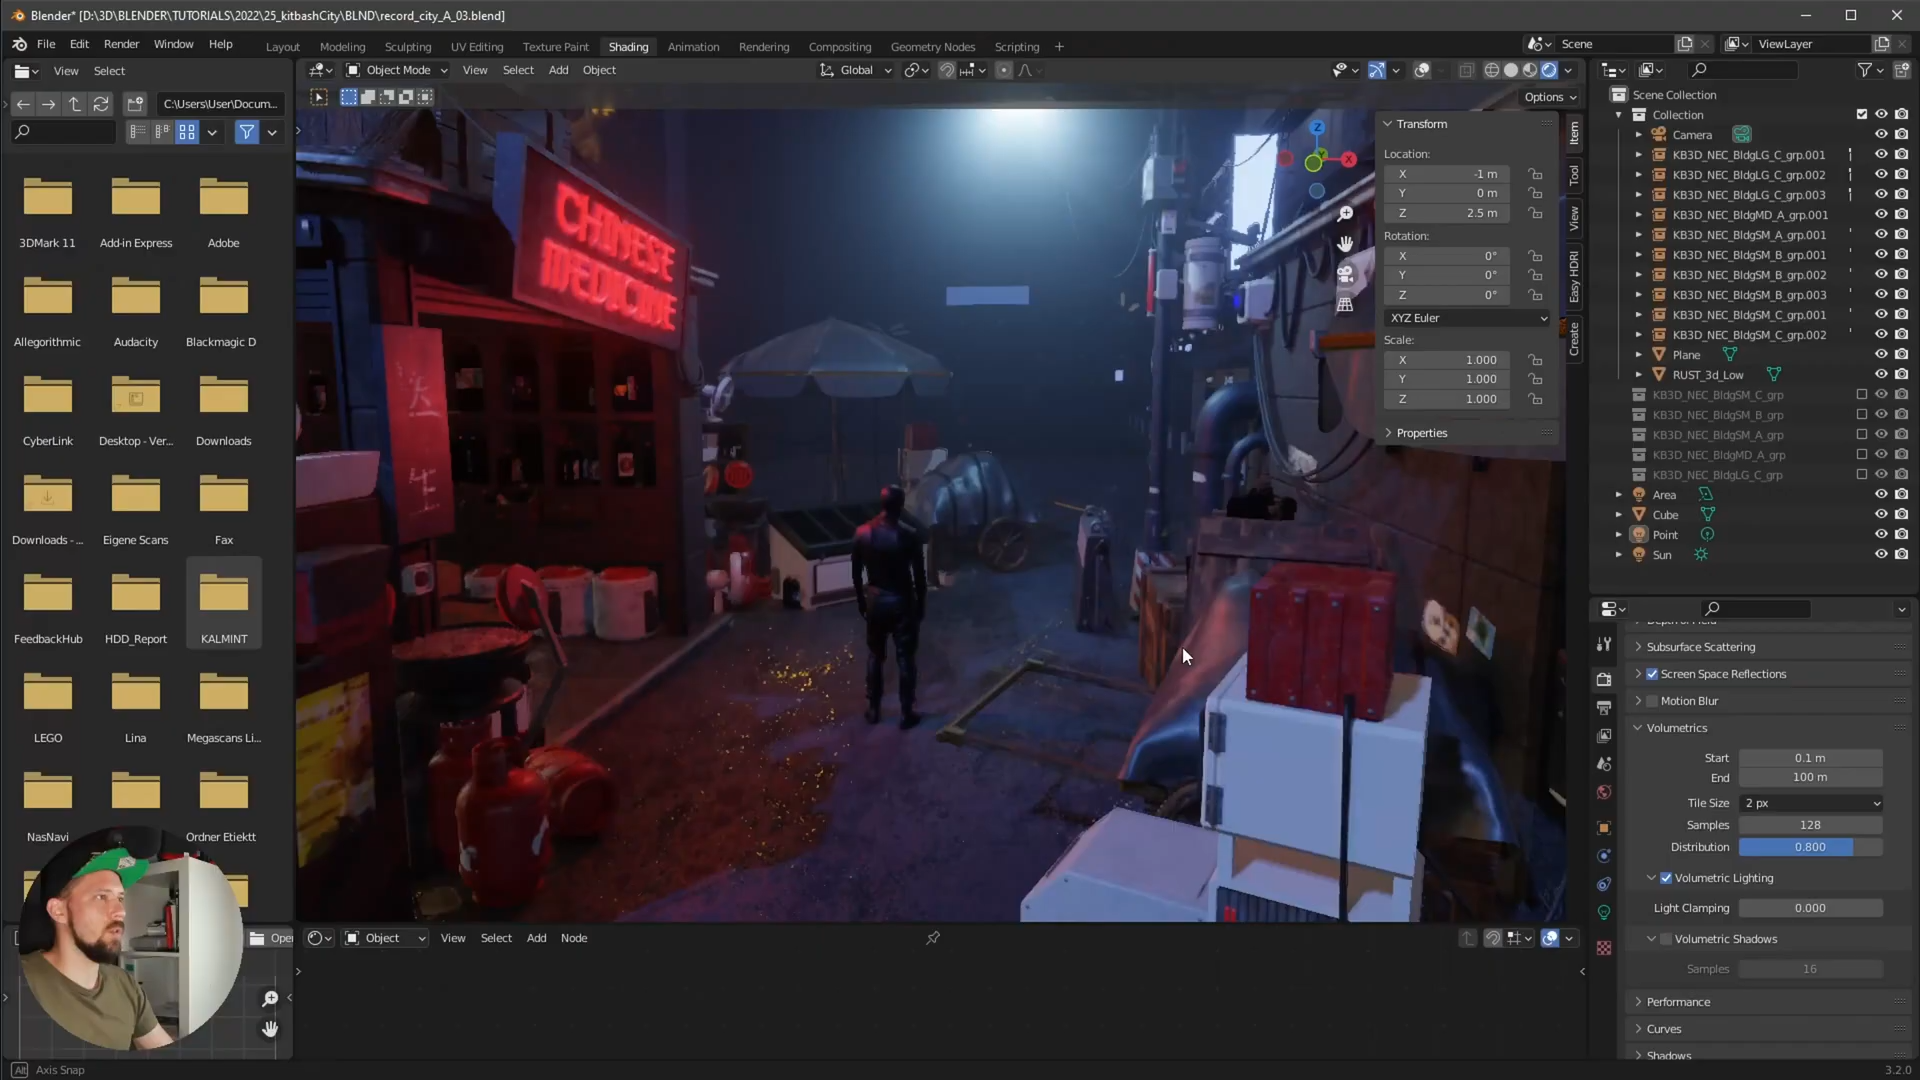 Blender* [D:\3D\BLENDER\TUTORIALS\2022\25_kitbashCity\BLND\record_city_A_03.blend]
File Edit Render Window Help
Layout Modeling Sculpting UV Editing Texture Paint Shading Animation Rendering Compositing Geometry Nodes Scripting
Scene
ViewLayer
View Select
Object Mode View Select Add Object
Global
C:\Users\User\Docum...
Options
3DMark 11
Add-in Express
Adobe
Allegorithmic
Audacity
Blackmagic D
CyberLink
Desktop - Ver...
Downloads
Downloads - ...
Eigene Scans
Fax
FeedbackHub
HDD_Report
KALMINT
LEGO
Lina
Megascans Li...
NasNavi
Ordner Etiektt
Open
CHINESE
MEDICINE
Transform
Location:
X -1 m
Y 0 m
Z 2.5 m
Rotation:
X 0°
Y 0°
Z 0°
XYZ Euler
Scale:
X 1.000
Y 1.000
Z 1.000
Properties
Item
Tool
View
Easy HDRI
Create
Scene Collection
Collection
Camera
KB3D_NEC_BldgLG_C_grp.001
KB3D_NEC_BldgLG_C_grp.002
KB3D_NEC_BldgLG_C_grp.003
KB3D_NEC_BldgMD_A_grp.001
KB3D_NEC_BldgSM_A_grp.001
KB3D_NEC_BldgSM_B_grp.001
KB3D_NEC_BldgSM_B_grp.002
KB3D_NEC_BldgSM_B_grp.003
KB3D_NEC_BldgSM_C_grp.001
KB3D_NEC_BldgSM_C_grp.002
Plane
RUST_3d_Low
KB3D_NEC_BldgSM_C_grp
KB3D_NEC_BldgSM_B_grp
KB3D_NEC_BldgSM_A_grp
KB3D_NEC_BldgMD_A_grp
KB3D_NEC_BldgLG_C_grp
Area
Cube
Point
Sun
Depth of Field
Subsurface Scattering
Screen Space Reflections
Motion Blur
Volumetrics
Start 0.1 m
End 100 m
Tile Size 2 px
Samples 128
Distribution 0.800
Volumetric Lighting
Light Clamping 0.000
Volumetric Shadows
Samples 16
Performance
Curves
Shadows
Object View Select Add Node
Alt Axis Snap
3.2.0